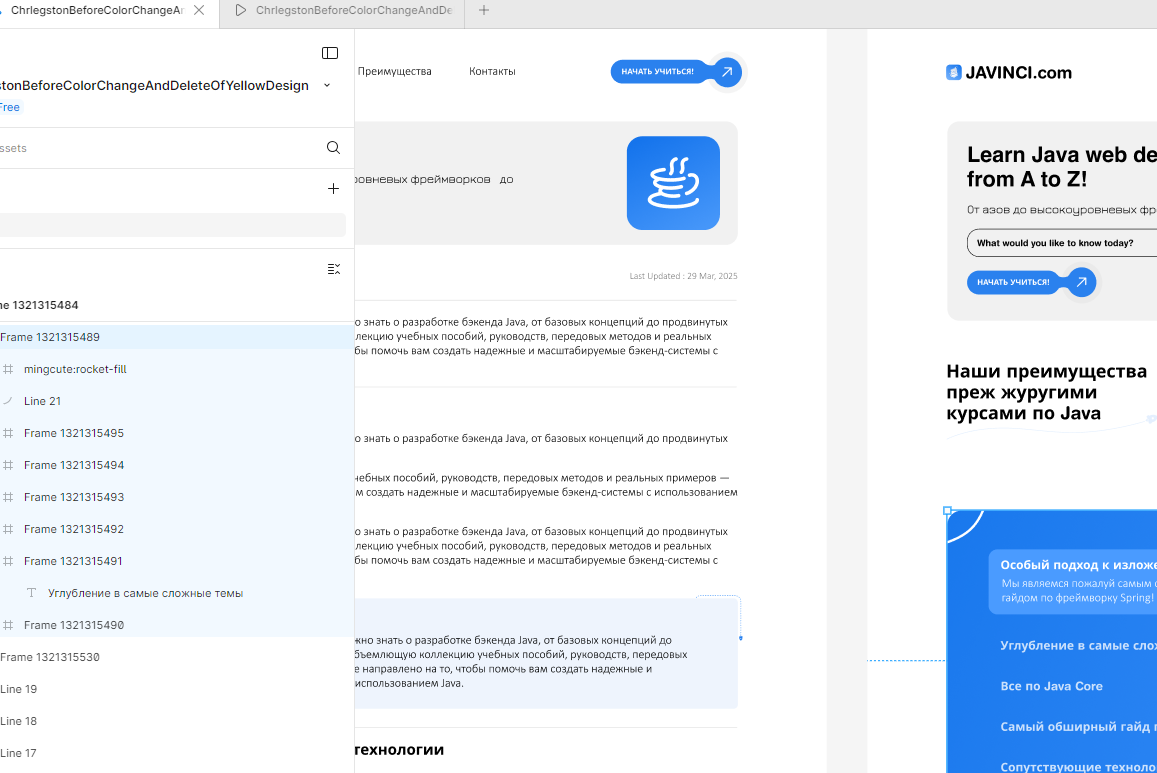 ChrlegstonBeforeColorChangeAr
ChrlegstonBeforeColorChangeAndDe
stonBeforeColorChangeAndDeleteOfYellowDesign
Free
ssets
ne 1321315484
Frame 1321315489
mingcute:rocket-fill
Line 21
Frame 1321315495
Frame 1321315494
Frame 1321315493
Frame 1321315492
Frame 1321315491
Углубление в самые сложные темы
Frame 1321315490
Frame 1321315530
Line 19
Line 18
Line 17
Преимущества
Контакты
НАЧАТЬ УЧИТЬСЯ!
ровневых фреймворков до
Last Updated : 29 Mar, 2025
о знать о разработке бэкенда Java, от базовых концепций до продвинутых
лекцию учебных пособий, руководств, передовых методов и реальных
бы помочь вам создать надежные и масштабируемые бэкенд-системы с
о знать о разработке бэкенда Java, от базовых концепций до продвинутых
чебных пособий, руководств, передовых методов и реальных примеров —
м создать надежные и масштабируемые бэкенд-системы с использованием
о знать о разработке бэкенда Java, от базовых концепций до продвинутых
лекцию учебных пособий, руководств, передовых методов и реальных
бы помочь вам создать надежные и масштабируемые бэкенд-системы с
жно знать о разработке бэкенда Java, от базовых концепций до
бъемлющую коллекцию учебных пособий, руководств, передовых
е направлено на то, чтобы помочь вам создать надежные и
использованием Java.
технологии
JAVINCI.com
Learn Java web de
from A to Z!
От азов до высокоуровневых фр
What would you like to know today?
НАЧАТЬ УЧИТЬСЯ!
Наши преимущества
преж журугими
курсами по Java
Особый подход к изложе
Мы являемся пожалуй самым
гайдом по фреймворку Spring!
Углубление в самые сло
Все по Java Core
Самый обширный гайд
Сопутствующие техноло